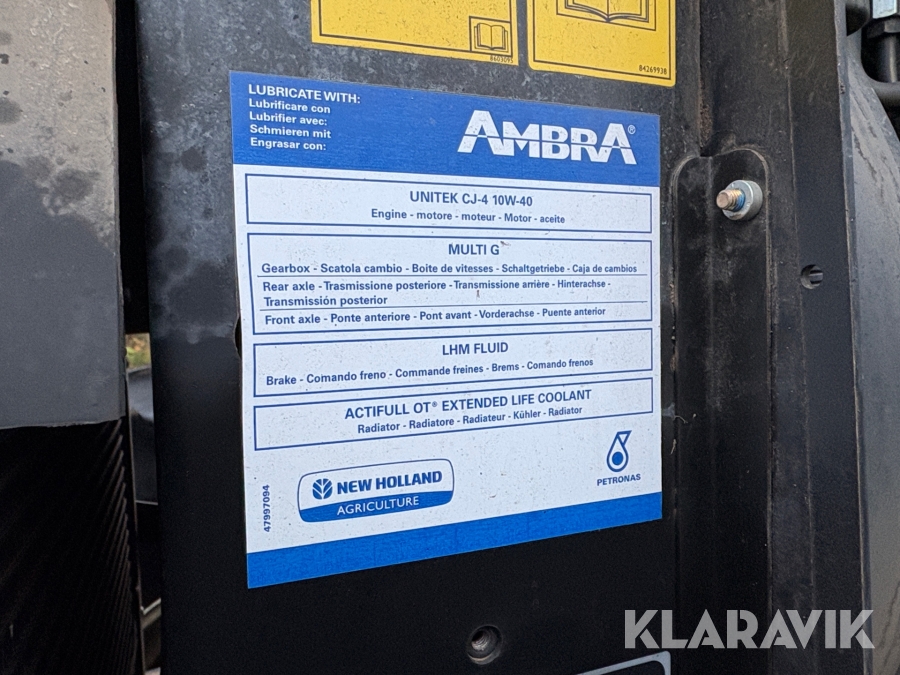 8603095
84269938
LUBRICATE WITH:
Lubrificare con
Lubrifier avec:
Schmieren mit
Engrasar con:
AMBRA®
UNITEK CJ-4 10W-40
Engine - motore - moteur - Motor - aceite
MULTI G
Gearbox - Scatola cambio - Boite de vitesses - Schaltgetriebe - Caja de cambios
Rear axle - Trasmissione posteriore - Transmissione arrière - Hinterachse -
Transmissión posterior
Front axle - Ponte anteriore - Pont avant - Vorderachse - Puente anterior
LHM FLUID
Brake - Comando freno - Commande freines - Brems - Comando frenos
ACTIFULL OT® EXTENDED LIFE COOLANT
Radiator - Radiatore - Radiateur - Kühler - Radiator
47997094
NEW HOLLAND
AGRICULTURE
PETRONAS
KLARAVIK